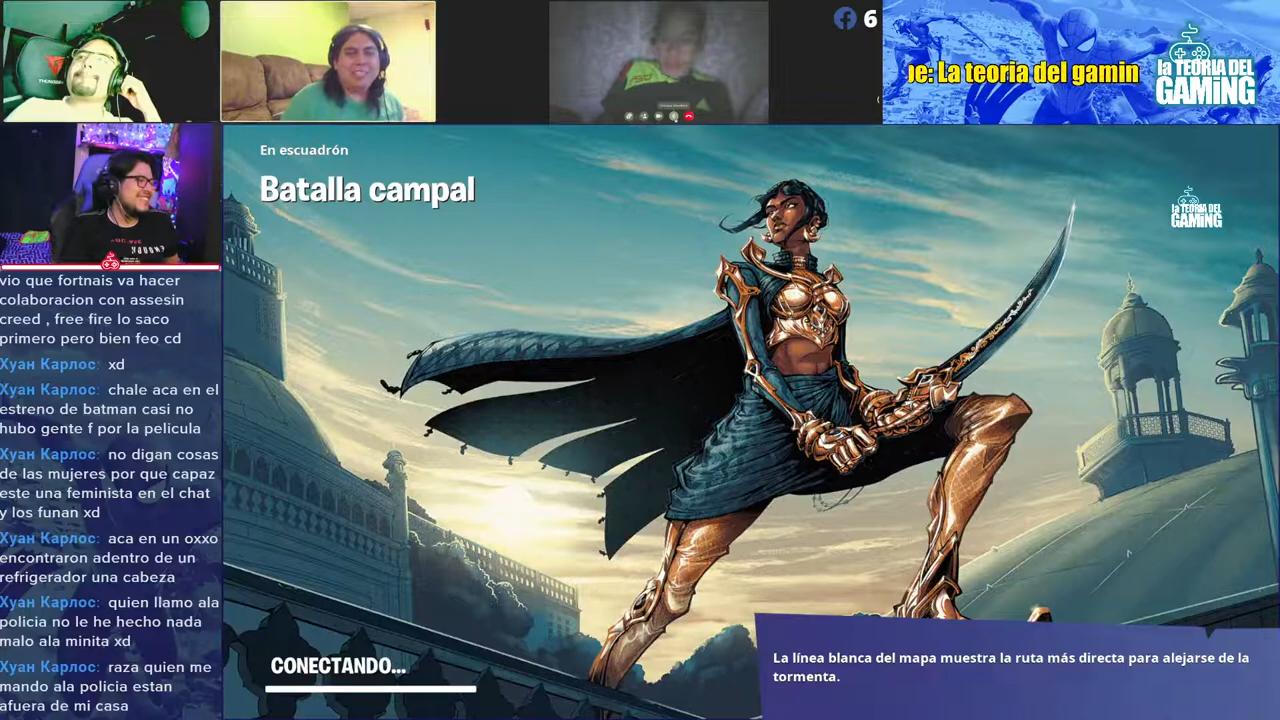 6
ɔe: La teoria del gamin
la TEORIA DEL
GAMING
En escuadrón
Batalla campal
la TEORIA DEL
GAMING
vio que fortnais va hacer
colaboracion con assesin
creed , free fire lo saco
primero pero bien feo cd
Хуан Карлос: xd
Хуан Карлос: chale aca en el
estreno de batman casi no
hubo gente f por la pelicula
Хуан Карлос: no digan cosas
de las mujeres por que capaz
este una feminista en el chat
y los funan xd
Хуан Карлос: aca en un oxxo
encontraron adentro de un
refrigerador una cabeza
Хуан Карлос: quien llamo ala
policia no le he hecho nada
malo ala minita xd
Хуан Карлос: raza quien me
mando ala policia estan
afuera de mi casa
CONECTANDO...
La línea blanca del mapa muestra la ruta más directa para alejarse de la
tormenta.